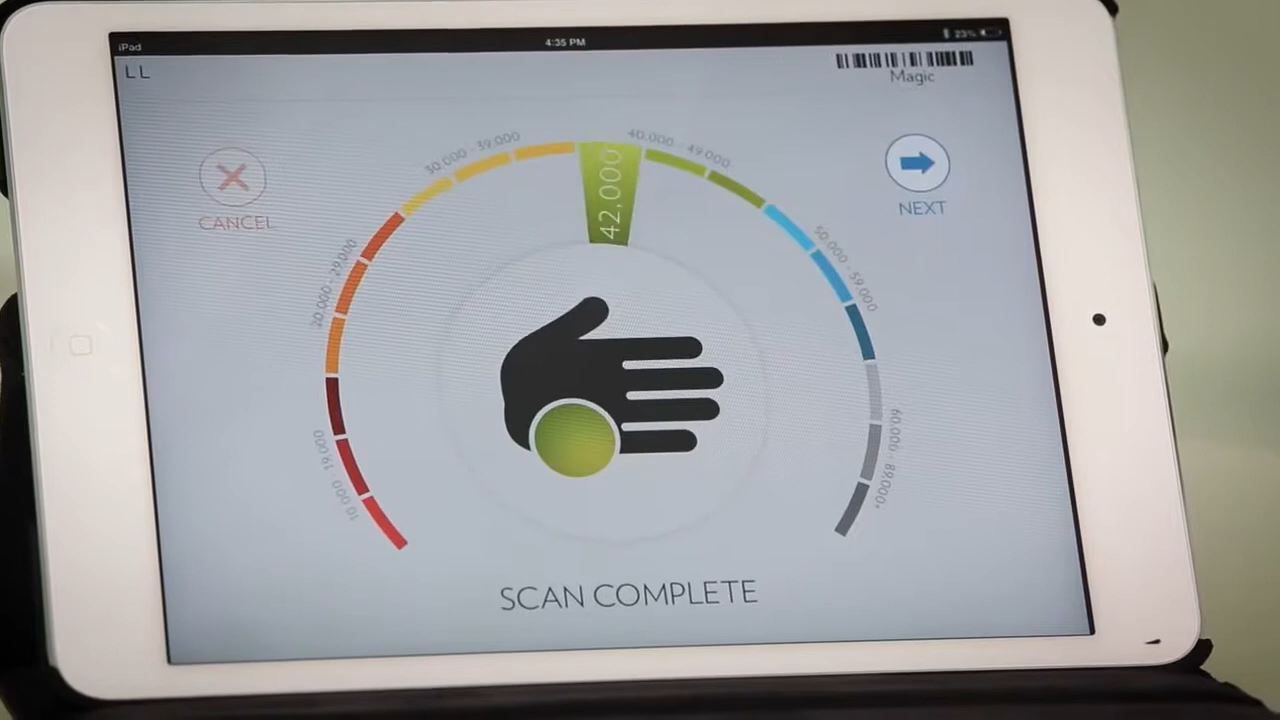 iPad
4:35 PM
23%
LL
Magic
CANCEL
NEXT
10,000 - 19,000
20,000 - 29,000
30,000 - 39,000
42,000
40,000 - 49,000
50,000 - 59,000
60,000 - 89,000+
SCAN COMPLETE